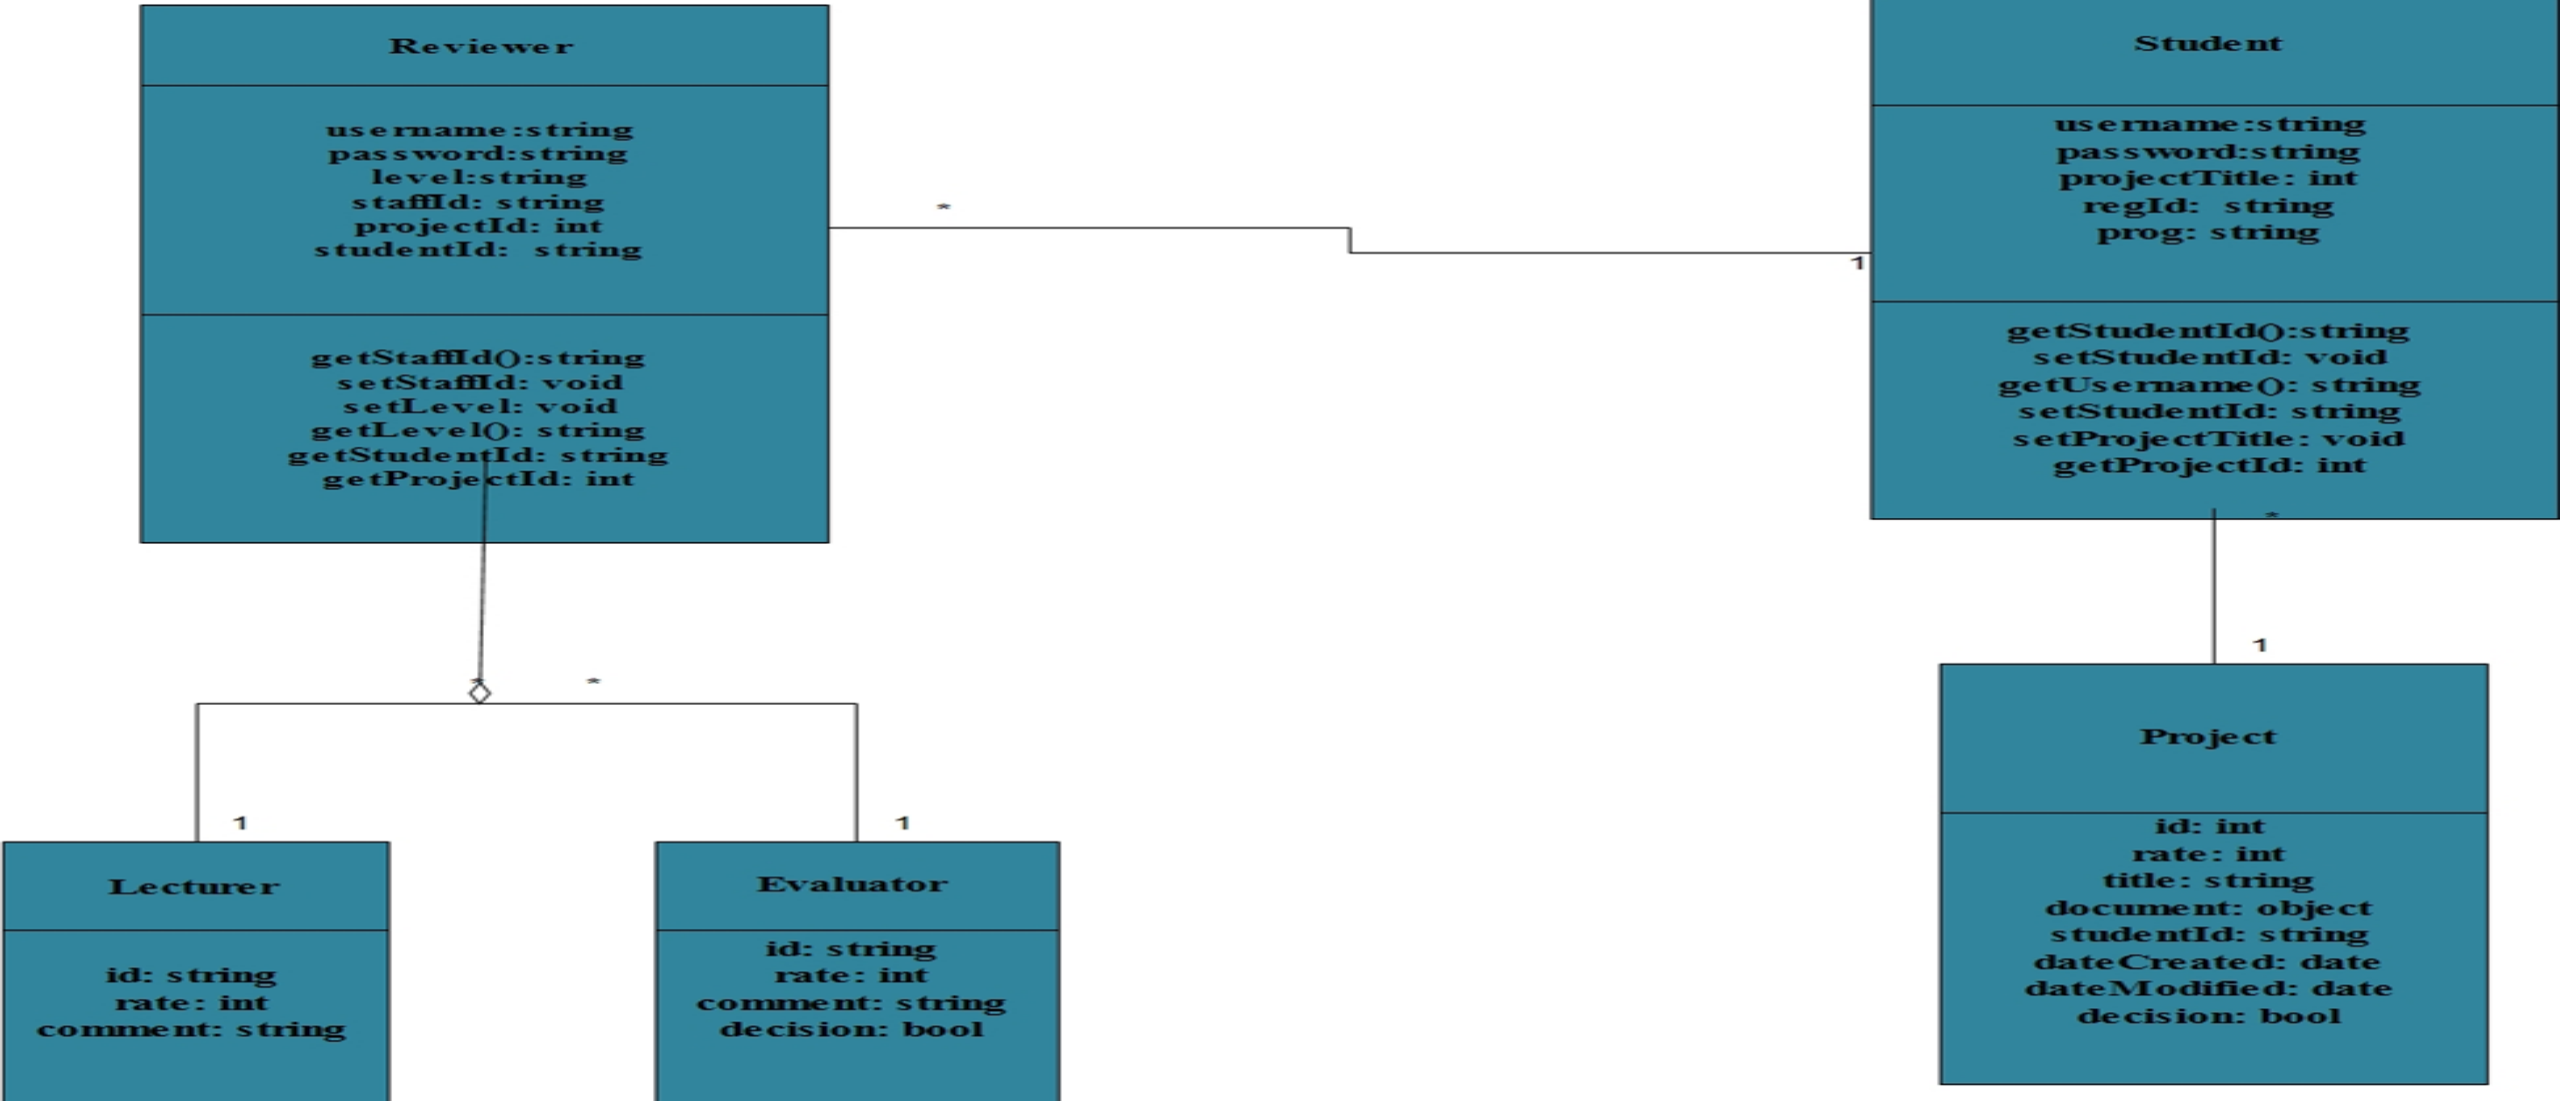 Reviewer
username:string
password:string
level:string
staffId: string
projectId: int
studentId: string
getStaffId():string
setStaffId: void
setLevel: void
getLevel(): string
getStudentId: string
getProjectId: int
*
1
Student
username:string
password:string
projectTitle: int
regId: string
prog: string
getStudentId():string
setStudentId: void
getUsername(): string
setStudentId: string
setProjectTitle: void
getProjectId: int
*
1
* *
1
1
Lecturer
id: string
rate: int
comment: string
Evaluator
id: string
rate: int
comment: string
decision: bool
Project
id: int
rate: int
title: string
document: object
studentId: string
dateCreated: date
dateModified: date
decision: bool